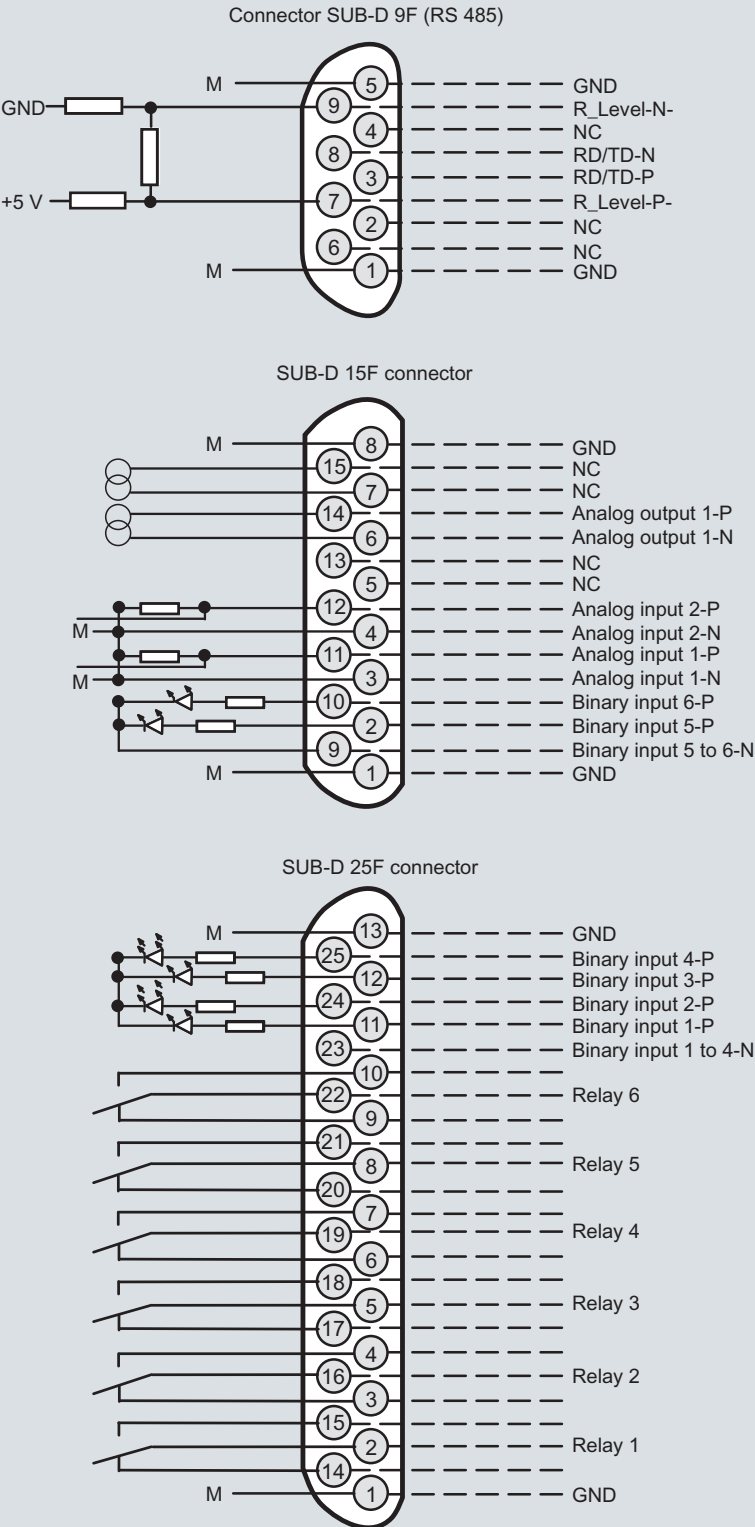 Connector SUB-D 9F (RS 485)
M 5 GND
GND 9 R_Level-N-
4 NC
8 RD/TD-N
3 RD/TD-P
+5 V 7 R_Level-P-
2 NC
6 NC
M 1 GND
SUB-D 15F connector
M 8 GND
15 NC
7 NC
14 Analog output 1-P
6 Analog output 1-N
13 NC
5 NC
12 Analog input 2-P
M 4 Analog input 2-N
11 Analog input 1-P
M 3 Analog input 1-N
10 Binary input 6-P
2 Binary input 5-P
9 Binary input 5 to 6-N
M 1 GND
SUB-D 25F connector
M 13 GND
25 Binary input 4-P
12 Binary input 3-P
24 Binary input 2-P
11 Binary input 1-P
23 Binary input 1 to 4-N
10
22 Relay 6
9
21
8 Relay 5
20
7
19 Relay 4
6
18
5 Relay 3
17
4
16 Relay 2
3
15
2 Relay 1
14
M 1 GND